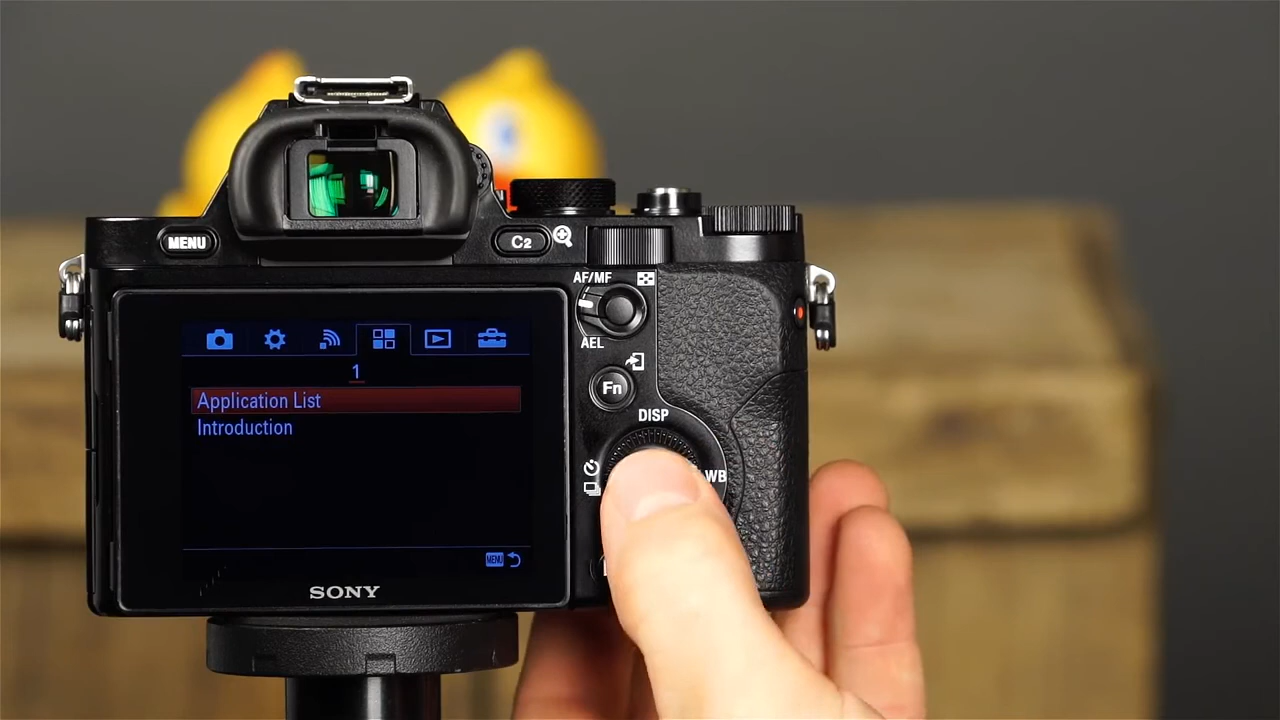 MENU
C2
AF/MF
AEL
Fn
DISP
WB
1
Application List
Introduction
MENU
SONY